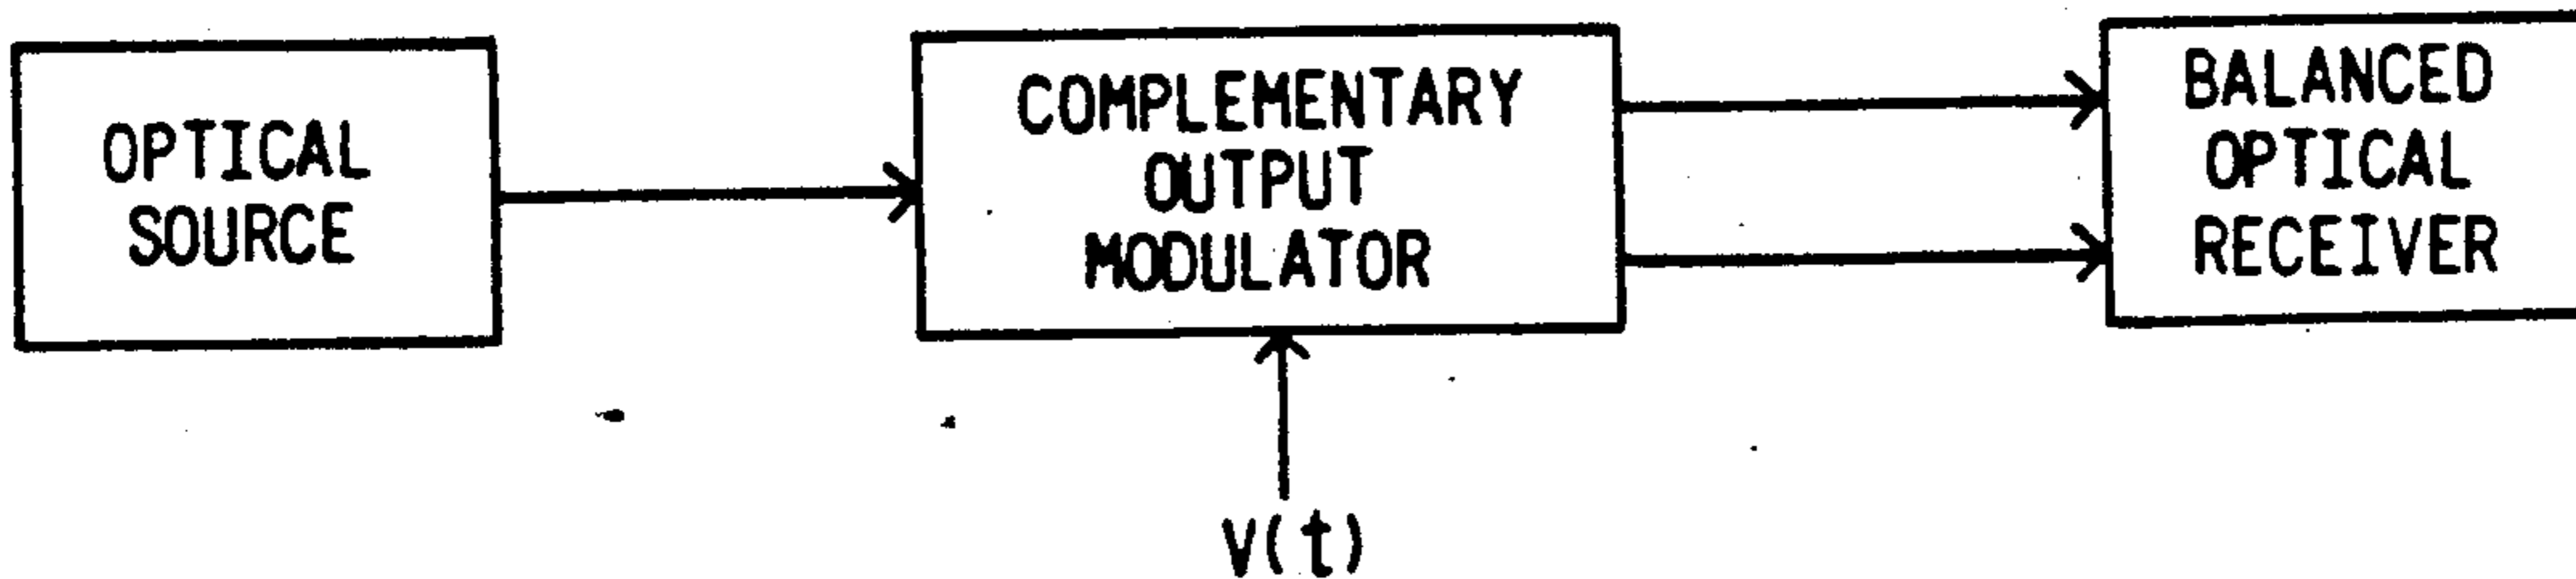 OPTICAL
SOURCE
COMPLEMENTARY
OUTPUT
MODULATOR
BALANCED
OPTICAL
RECEIVER
V(t)